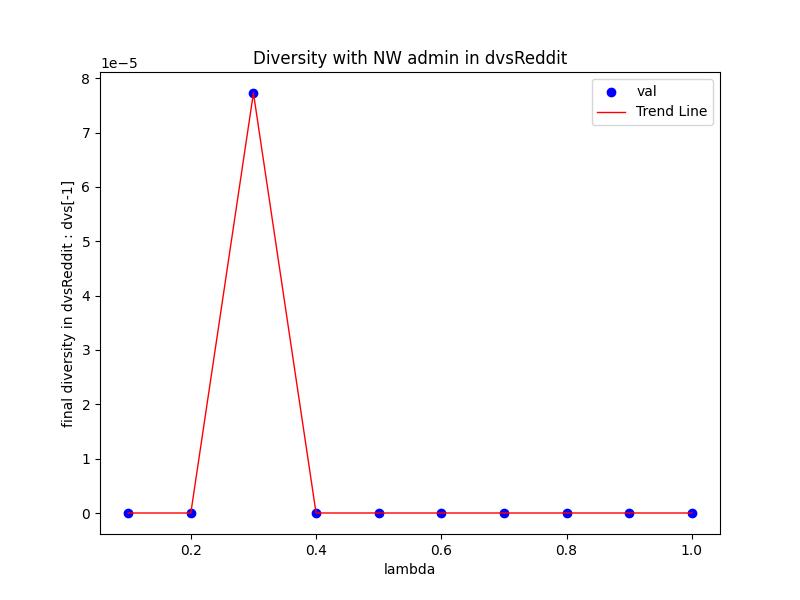 Diversity with NW admin in dvsReddit
1e−5
val
Trend Line
8
7
6
5
4
3
2
1
0
final diversity in dvsReddit : dvs[-1]
0.2
0.4
0.6
0.8
1.0
lambda